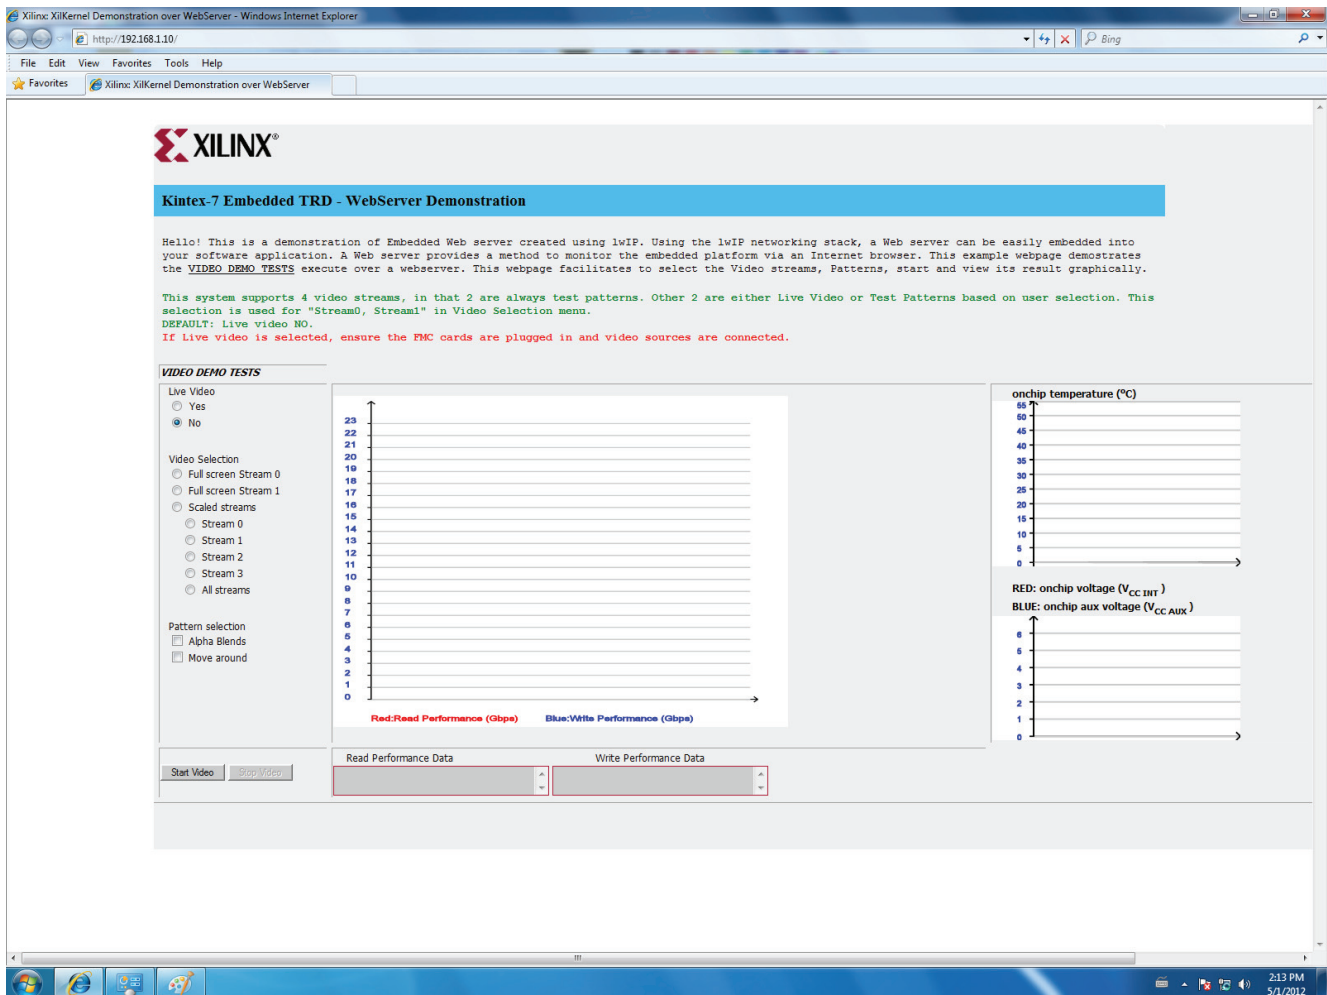 Xilinx: XilKernel Demonstration over WebServer - Windows Internet Explorer
http://192.168.1.10/
Bing
File Edit View Favorites Tools Help
Favorites
Xilinx: XilKernel Demonstration over WebServer
XILINX®
Kintex-7 Embedded TRD - WebServer Demonstration
Hello! This is a demonstration of Embedded Web server created using lwIP. Using the lwIP networking stack, a Web server can be easily embedded into
your software application. A Web server provides a method to monitor the embedded platform via an Internet browser. This example webpage demostrates
the VIDEO DEMO TESTS execute over a webserver. This webpage facilitates to select the Video streams, Patterns, start and view its result graphically.
This system supports 4 video streams, in that 2 are always test patterns. Other 2 are either Live Video or Test Patterns based on user selection. This
selection is used for "Stream0, Stream1" in Video Selection menu.
DEFAULT: Live video NO.
If Live video is selected, ensure the FMC cards are plugged in and video sources are connected.
VIDEO DEMO TESTS
Live Video
Yes
No
Video Selection
Full screen Stream 0
Full screen Stream 1
Scaled streams
Stream 0
Stream 1
Stream 2
Stream 3
All streams
Pattern selection
Alpha Blends
Move around
Start Video
Stop Video
23
22
21
20
19
18
17
16
15
14
13
12
11
10
9
8
7
6
5
4
3
2
1
0
Red:Read Performance (Gbps)
Blue:Write Performance (Gbps)
Read Performance Data
Write Performance Data
onchip temperature (°C)
55
50
45
40
35
30
25
20
15
10
5
0
RED: onchip voltage (VCC INT )
BLUE: onchip aux voltage (VCC AUX )
6
5
4
3
2
1
0
2:13 PM
5/1/2012